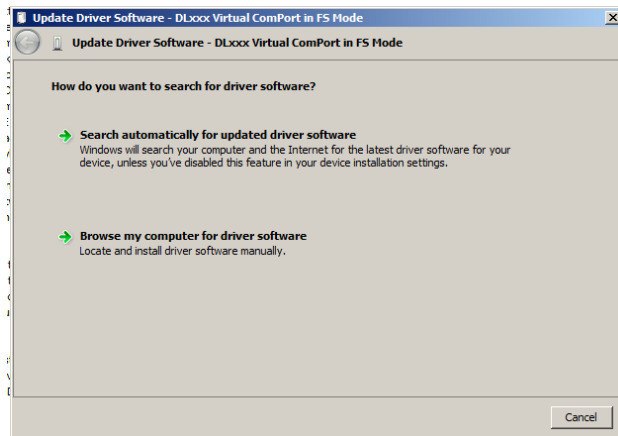 Update Driver Software - DLxxx Virtual ComPort in FS Mode
Update Driver Software - DLxxx Virtual ComPort in FS Mode
How do you want to search for driver software?
Search automatically for updated driver software
Windows will search your computer and the Internet for the latest driver software for your
device, unless you've disabled this feature in your device installation settings.
Browse my computer for driver software
Locate and install driver software manually.
Cancel